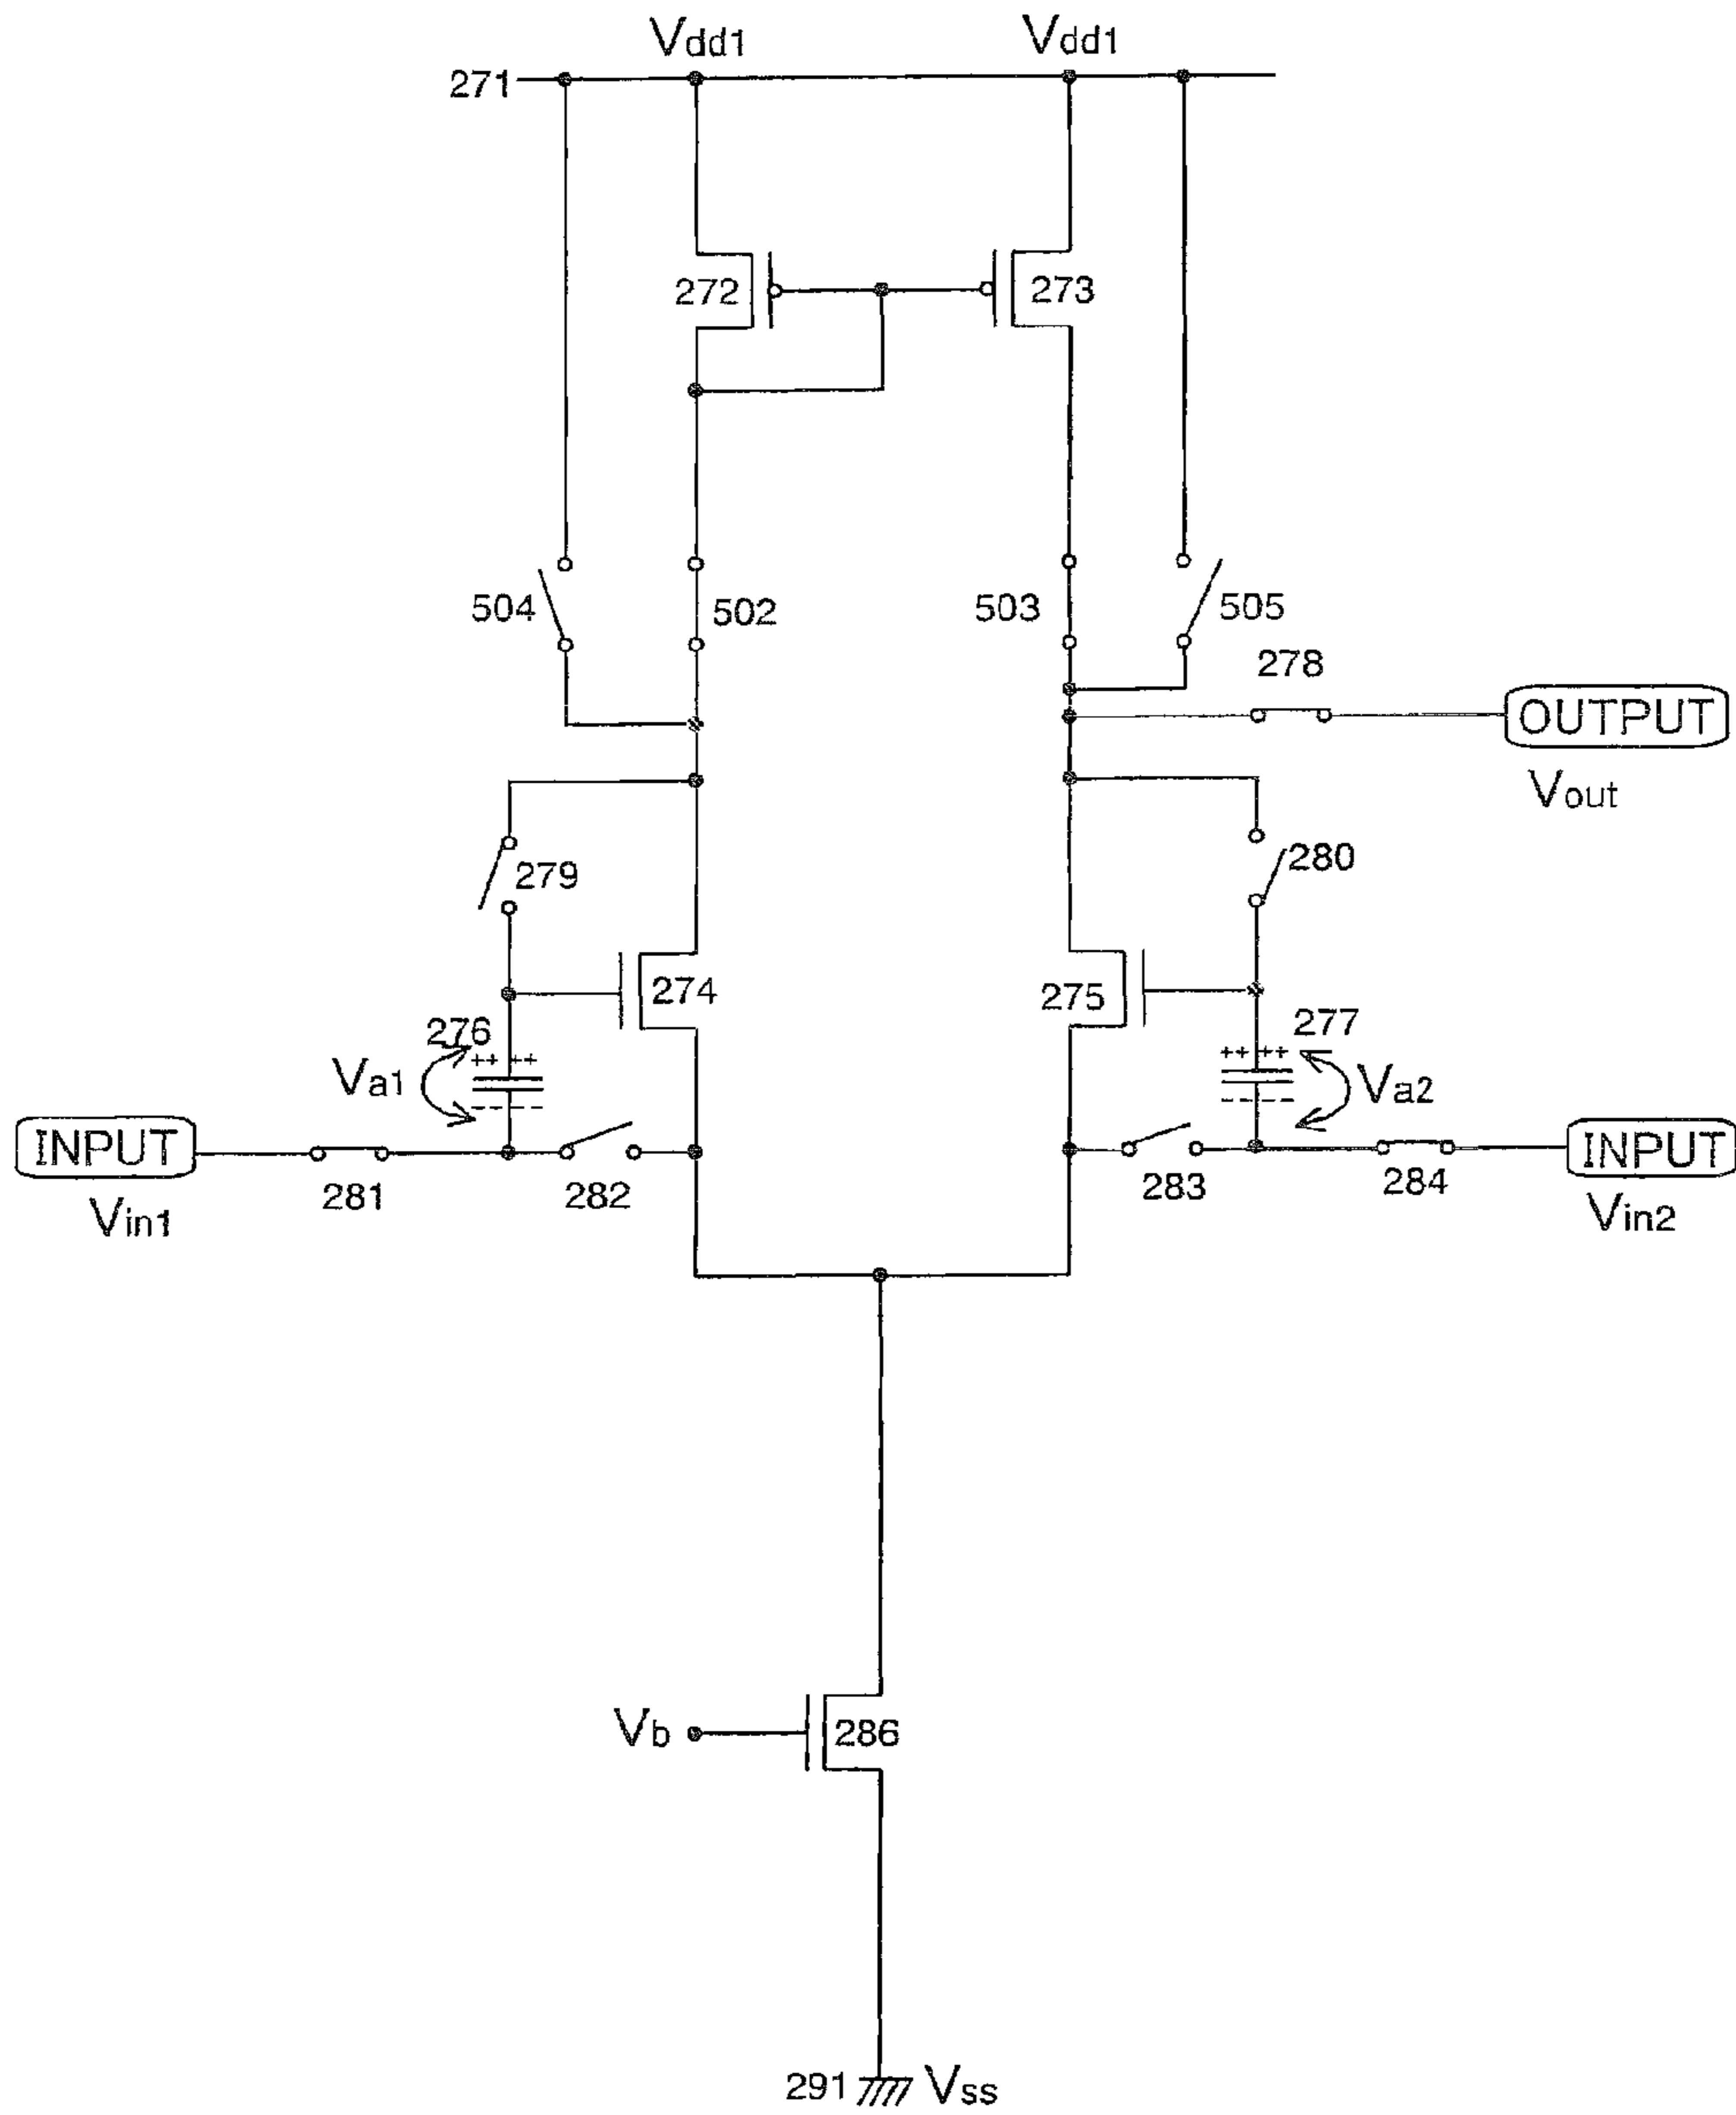 Vdd1 Vdd1
271
272 273
504 502 503 505
278
OUTPUT
Vout
279 280
274 275
276 277
++ ++ ++ ++
Va1 Va2
INPUT INPUT
281 282 283 284
Vin1 Vin2
Vb 286
291 Vss